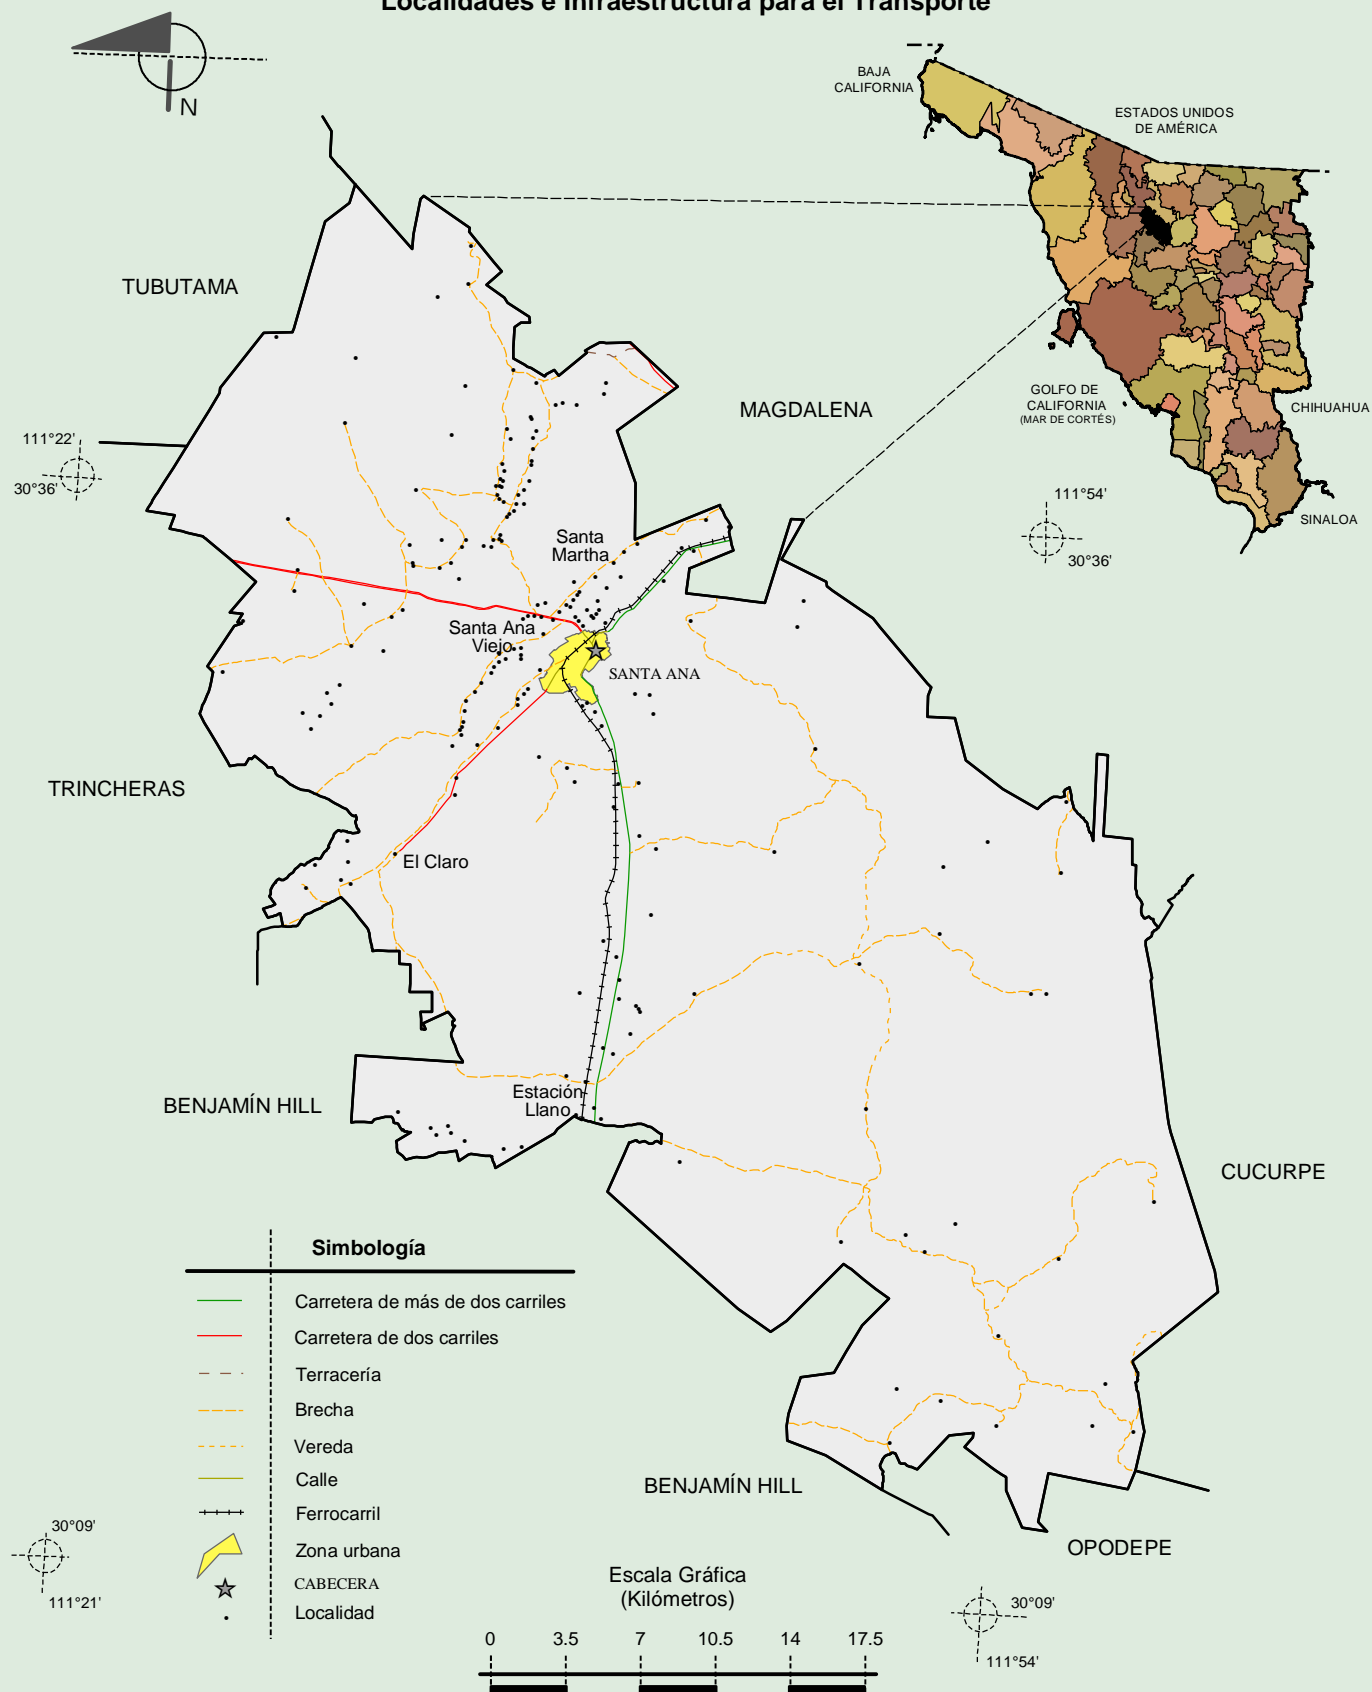 Localidades e Infraestructura para el Transporte
N
BAJA
CALIFORNIA
ESTADOS UNIDOS
DE AMÉRICA
TUBUTAMA
MAGDALENA
GOLFO DE
CALIFORNIA
(MAR DE CORTÉS)
CHIHUAHUA
SINALOA
111°22'
30°36'
111°54'
30°36'
Santa
Martha
Santa Ana
Viejo
SANTA ANA
TRINCHERAS
El Claro
Estación
Llano
BENJAMÍN HILL
CUCURPE
Simbología
Carretera de más de dos carriles
Carretera de dos carriles
Terracería
Brecha
Vereda
Calle
Ferrocarril
Zona urbana
CABECERA
Localidad
BENJAMÍN HILL
OPODEPE
30°09'
111°21'
Escala Gráfica
(Kilómetros)
0 3.5 7 10.5 14 17.5
30°09'
111°54'